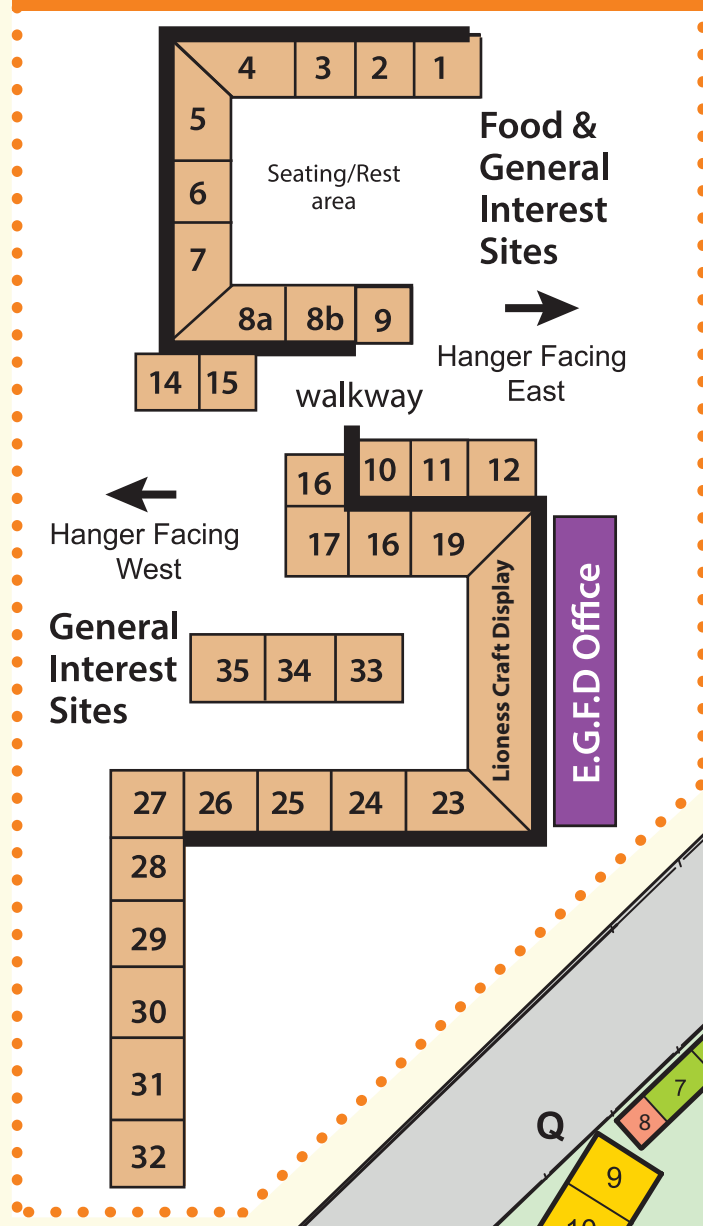 4 3 2 1
5
Food &
General
Interest
Sites
Seating/Rest
area
6
7
8a 8b 9
Hanger Facing
East
14 15
walkway
10 11 12
16
Hanger Facing
West
17 16 19
Lioness Craft Display
E.G.F.D Office
General
Interest
Sites
35 34 33
27 26 25 24 23
28
29
30
31
32
7
8
Q
9